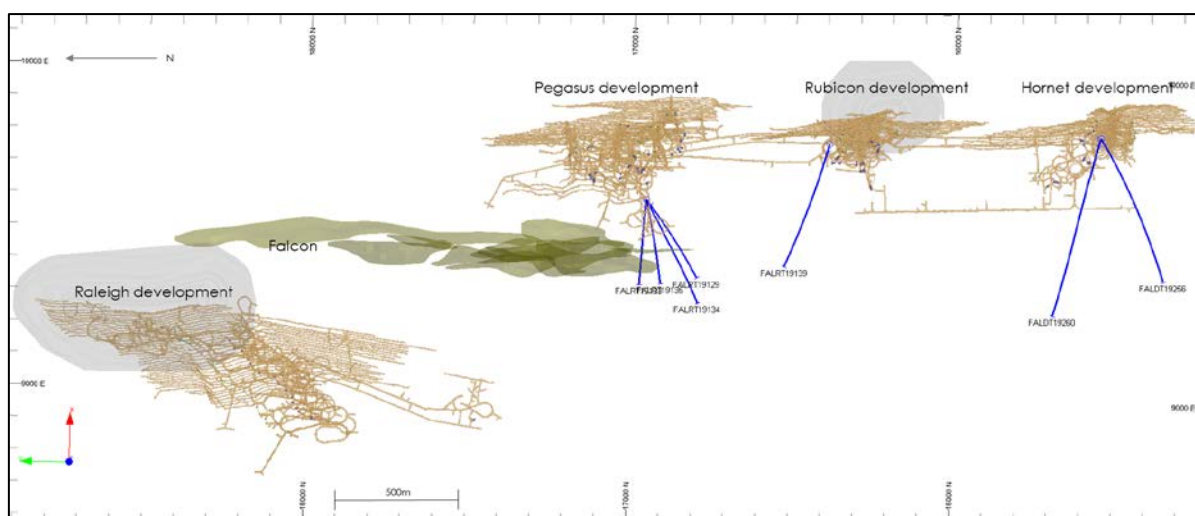 18000 N
17000 N
16000 N
10000 E
N
Pegasus development
Rubicon development
Hornet development
Falcon
Raleigh development
FALRT19139
FALRT19129
FALRT19134
FALDT19260
FALDT19266
9000 E
9000 E
500m
18000 N
17000 N
16000 N